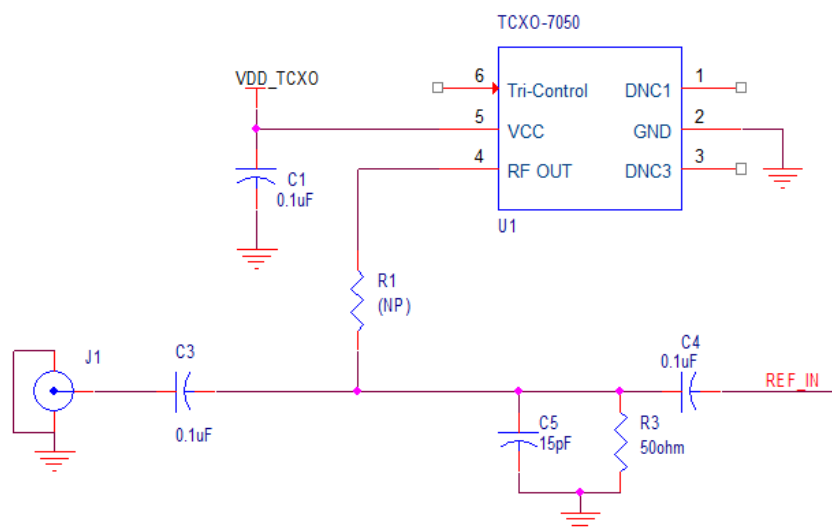 TCXO-7050
VDD_TCXO
6
Tri-Control
DNC1
1
5
VCC
GND
2
4
RF OUT
DNC3
3
C1
0.1uF
U1
R1
(NP)
J1
C3
0.1uF
C4
0.1uF
REF_IN
C5
15pF
R3
50ohm